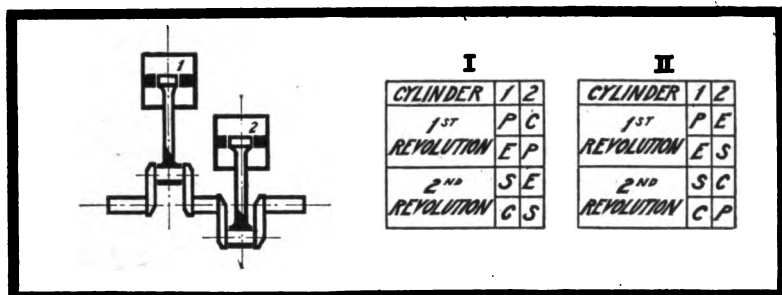 1
2
I
CYLINDER 1 2
1ST REVOLUTION P C
E P
2ND REVOLUTION S E
C S
II
CYLINDER 1 2
1ST REVOLUTION P E
E S
2ND REVOLUTION S C
C P